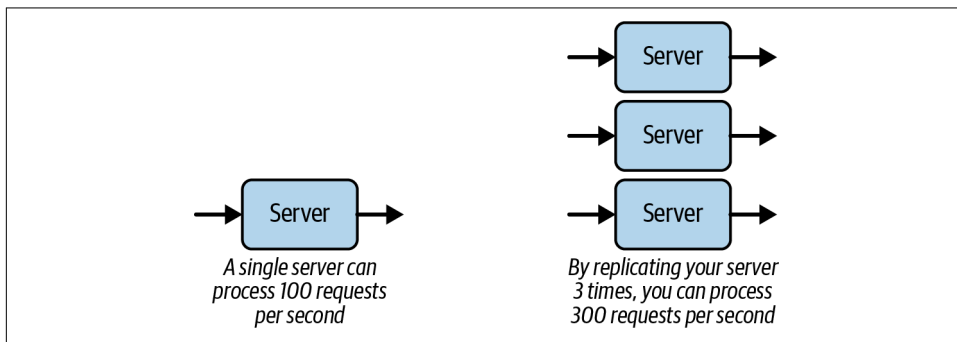 Server
A single server can
process 100 requests
per second
Server
Server
Server
By replicating your server
3 times, you can process
300 requests per second